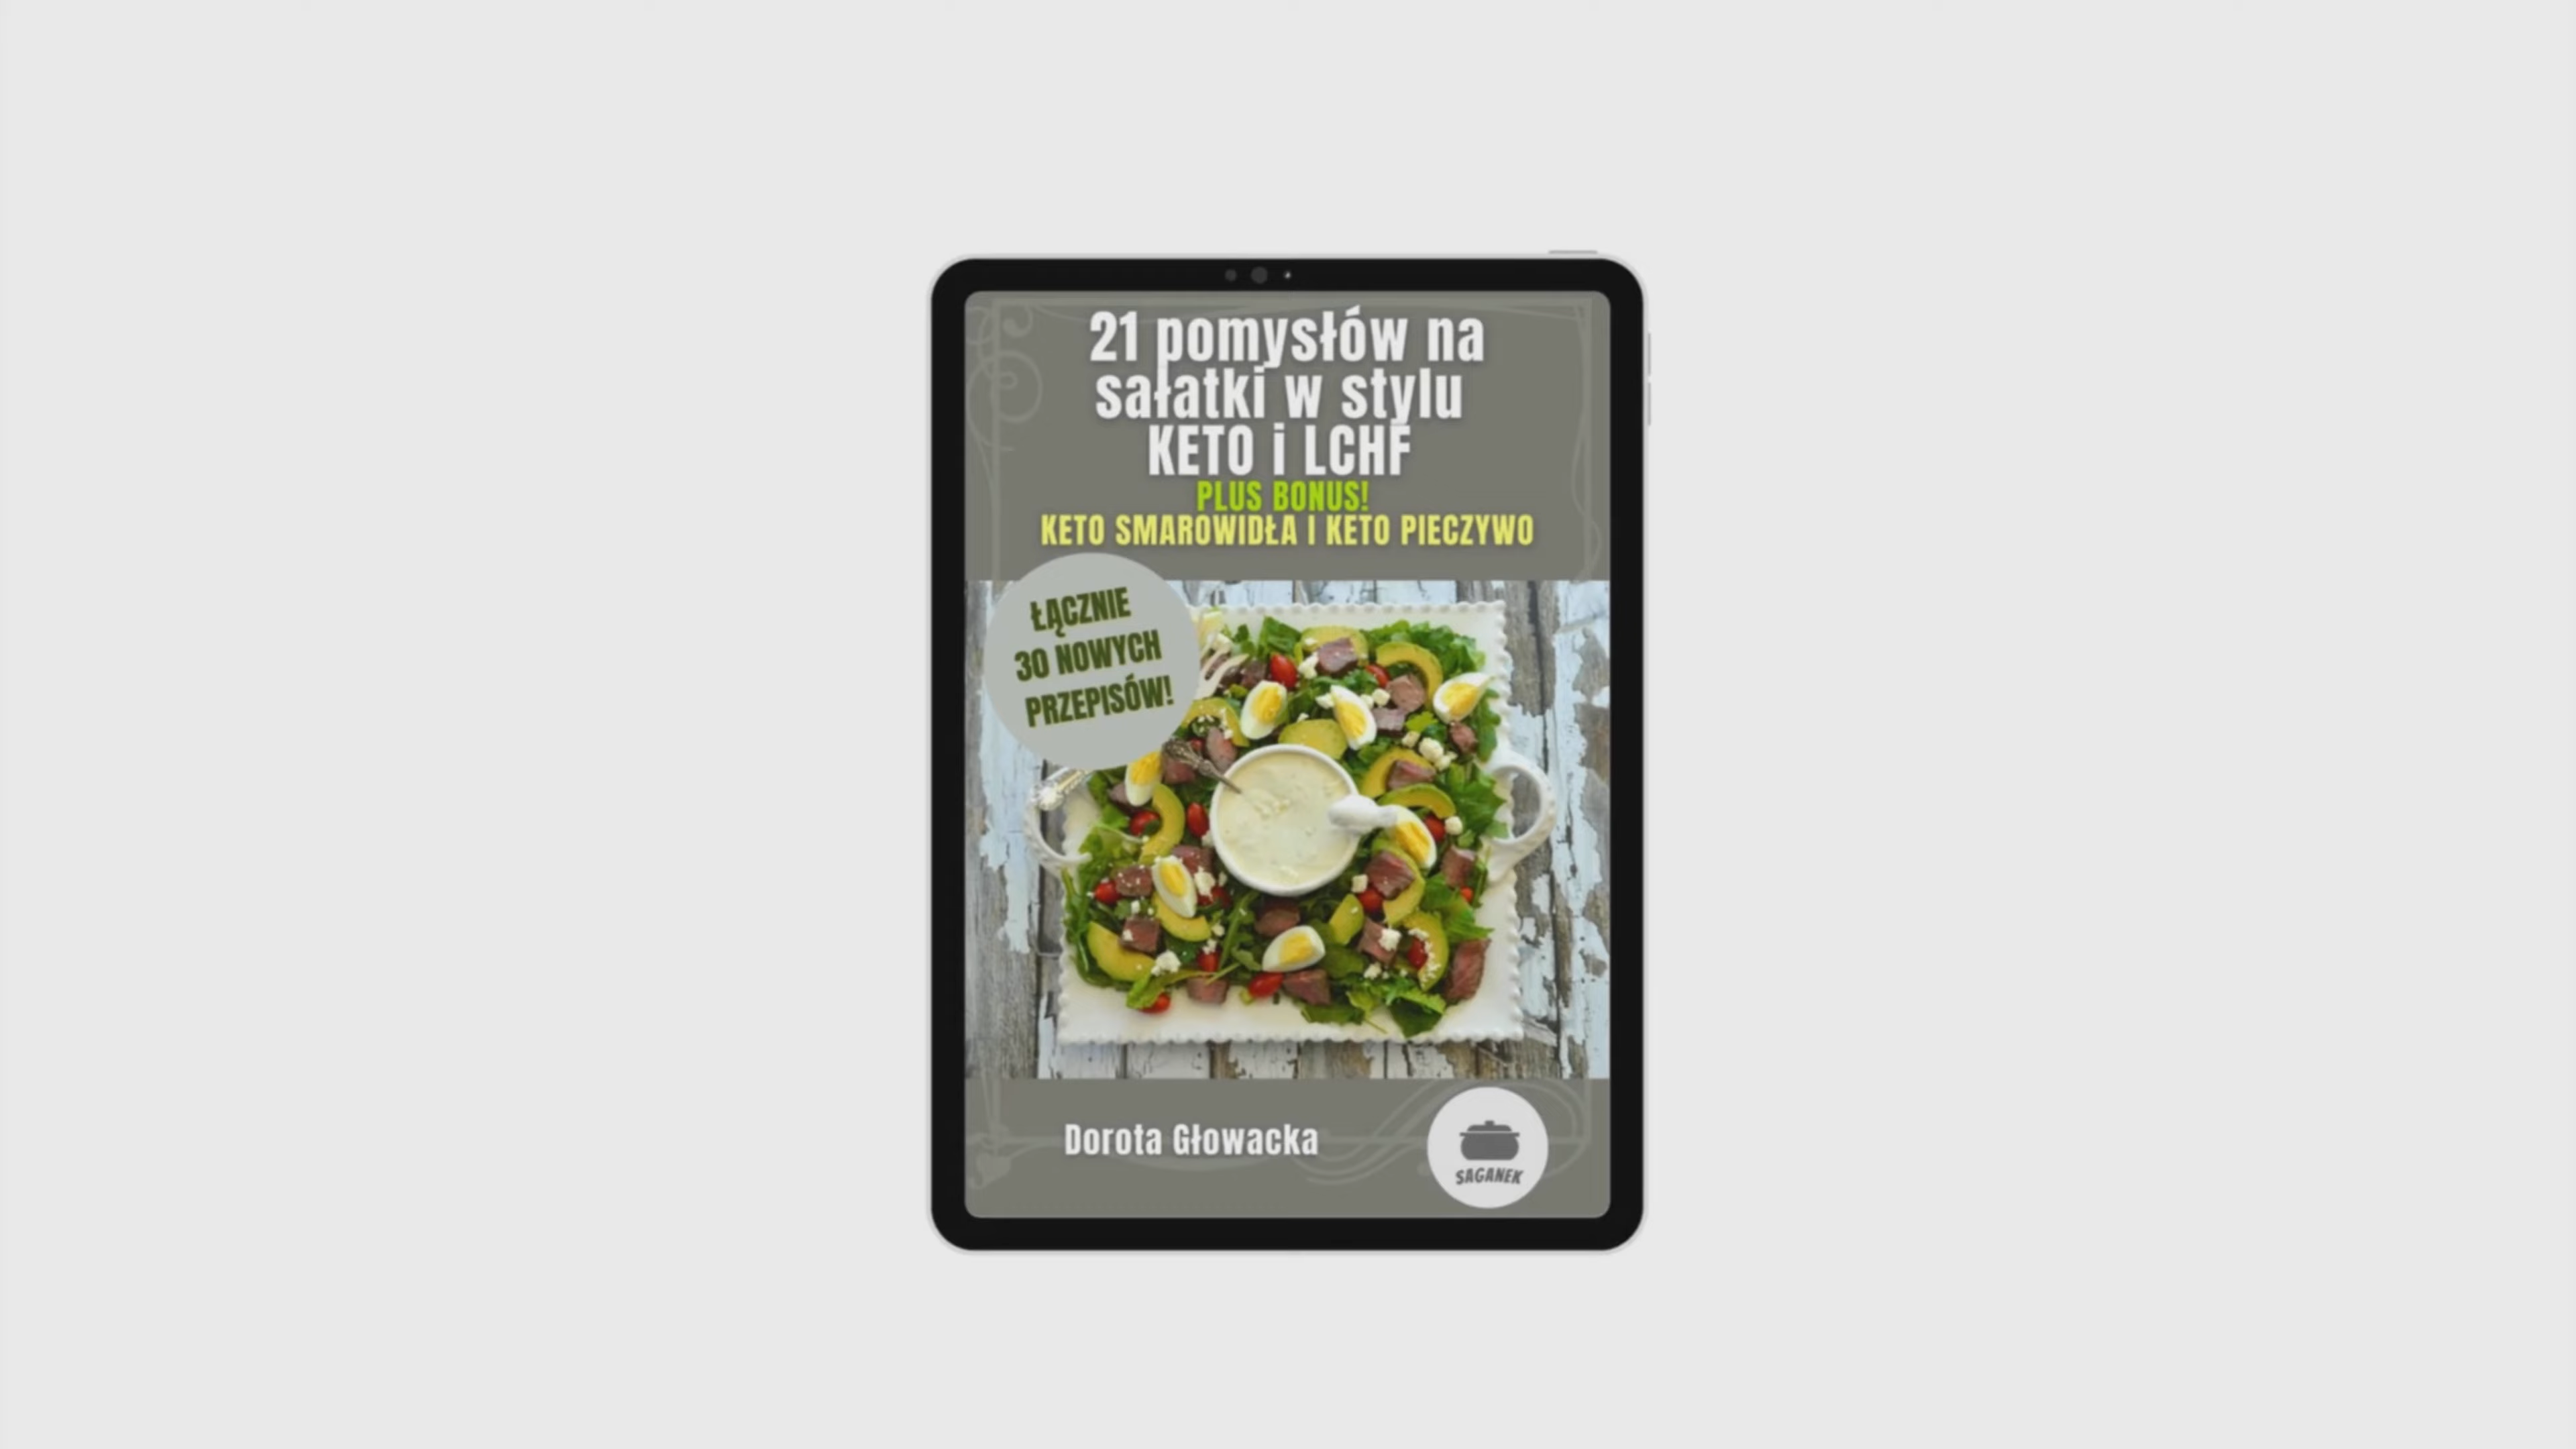 21 pomysłów na
sałatki w stylu
KETO i LCHF
PLUS BONUS!
KETO SMAROWIDŁA I KETO PIECZYWO
ŁĄCZNIE
30 NOWYCH
PRZEPISÓW!
Dorota Głowacka
SAGANEK